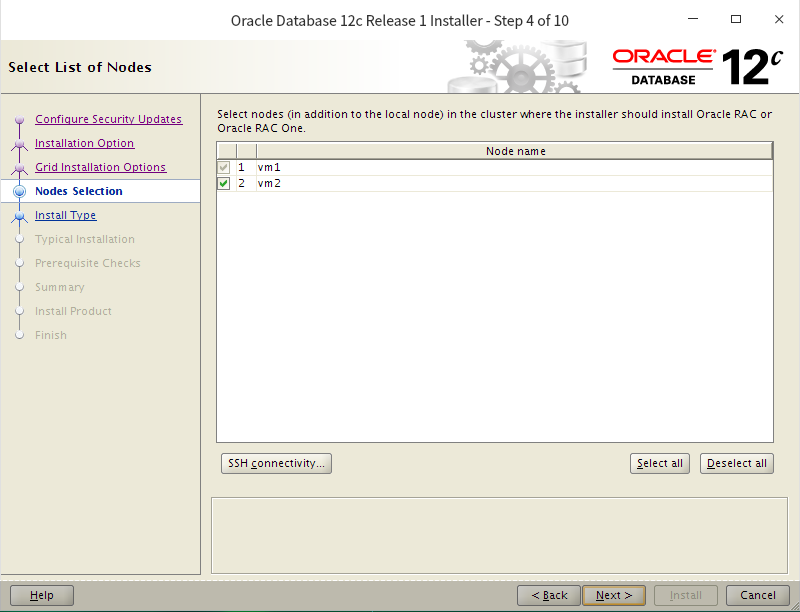 Oracle Database 12c Release 1 Installer - Step 4 of 10
Select List of Nodes
ORACLE®
DATABASE
12c
Configure Security Updates
Installation Option
Grid Installation Options
Nodes Selection
Install Type
Typical Installation
Prerequisite Checks
Summary
Install Product
Finish
Select nodes (in addition to the local node) in the cluster where the installer should install Oracle RAC or
Oracle RAC One.
Node name
1 vm1
2 vm2
SSH connectivity...
Select all
Deselect all
Help
< Back
Next >
Install
Cancel